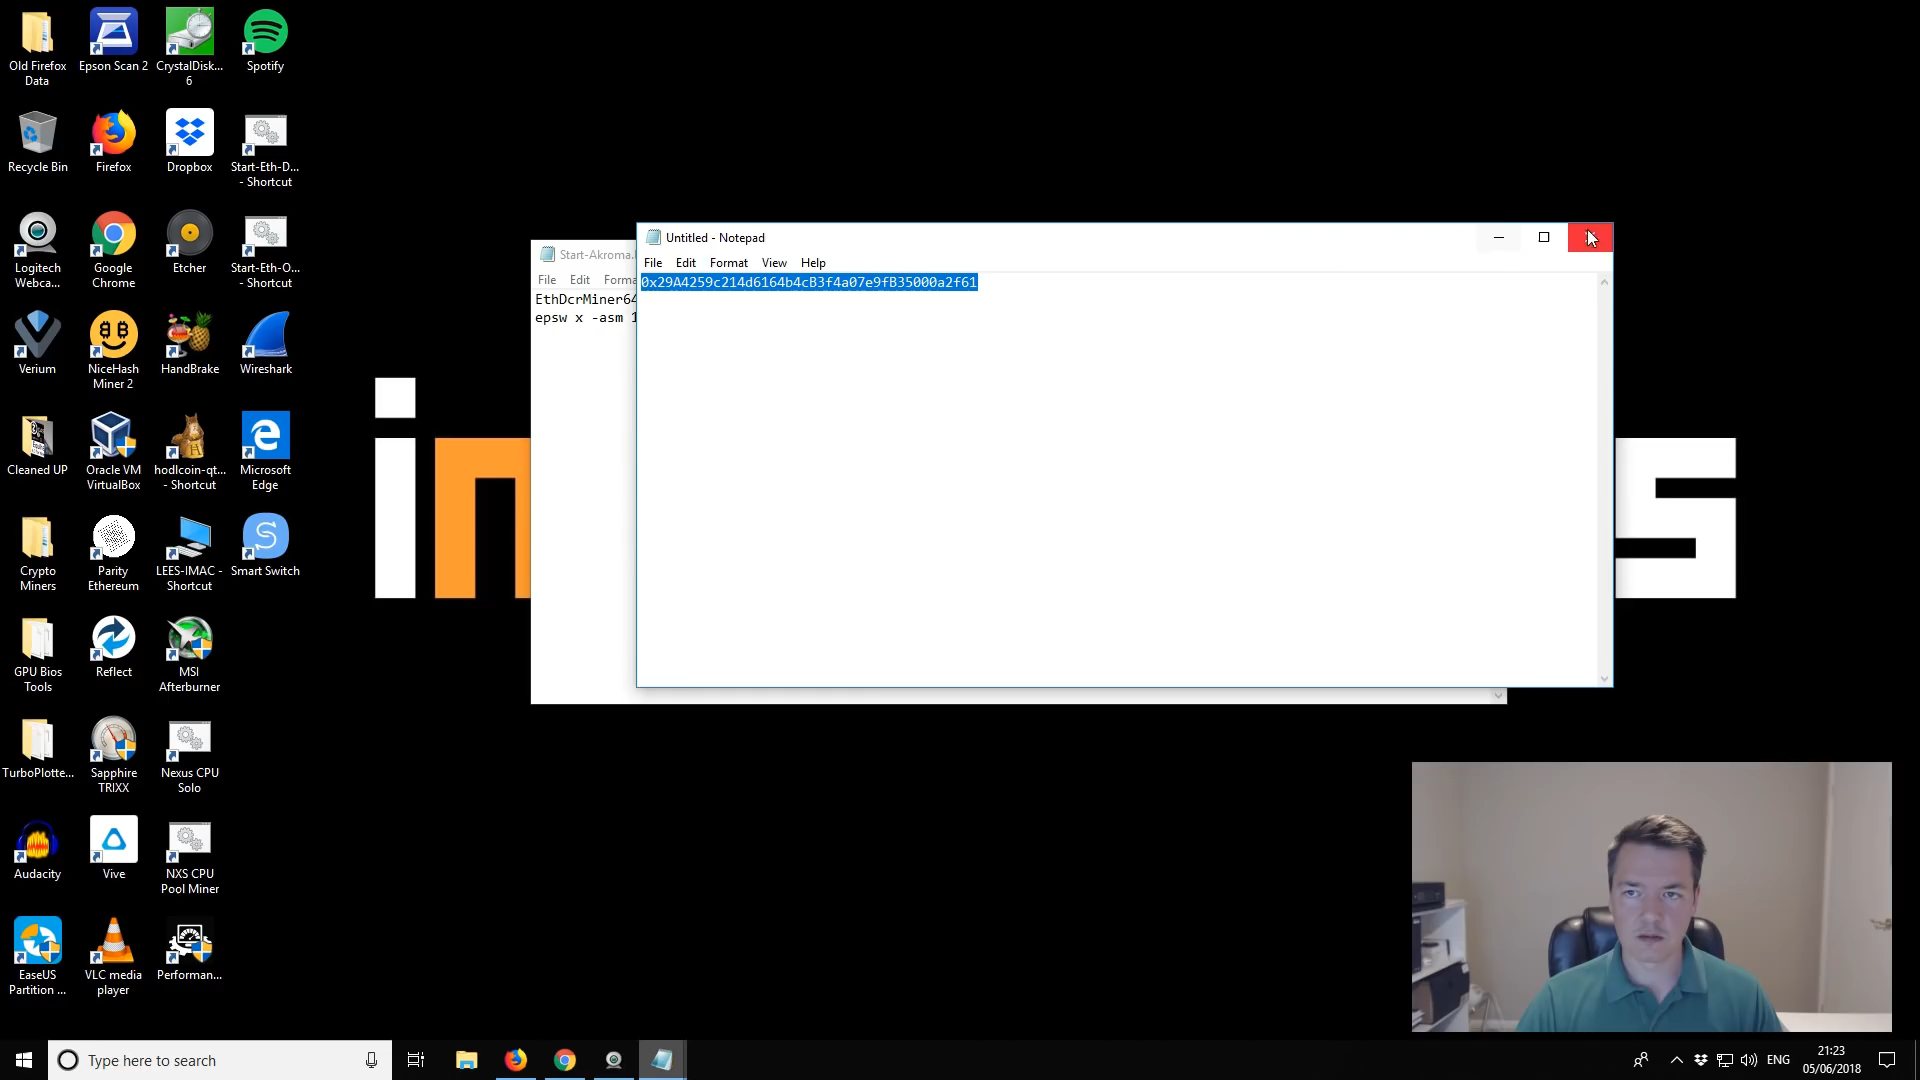 Old Firefox
Data
Epson Scan 2
CrystalDisk...
6
Spotify
Recycle Bin
Firefox
Dropbox
Start-Eth-D...
- Shortcut
Logitech
Webca...
Google
Chrome
Etcher
Start-Eth-O...
- Shortcut
Verium
NiceHash
Miner 2
HandBrake
Wireshark
Cleaned UP
Oracle VM
VirtualBox
hodlcoin-qt...
- Shortcut
Microsoft
Edge
Crypto
Miners
Parity
Ethereum
LEES-IMAC -
Shortcut
Smart Switch
GPU Bios
Tools
Reflect
MSI
Afterburner
TurboPlotte...
Sapphire
TRIXX
Nexus CPU
Solo
Audacity
Vive
NXS CPU
Pool Miner
EaseUS
Partition ...
VLC media
player
Performan...
Start-Akroma.
File Edit Forma
EthDcrMiner64
epsw x -asm 1
Untitled - Notepad
File Edit Format View Help
0x29A4259c214d6164b4cB3f4a07e9fB35000a2f61
Type here to search
ENG
21:23
05/06/2018